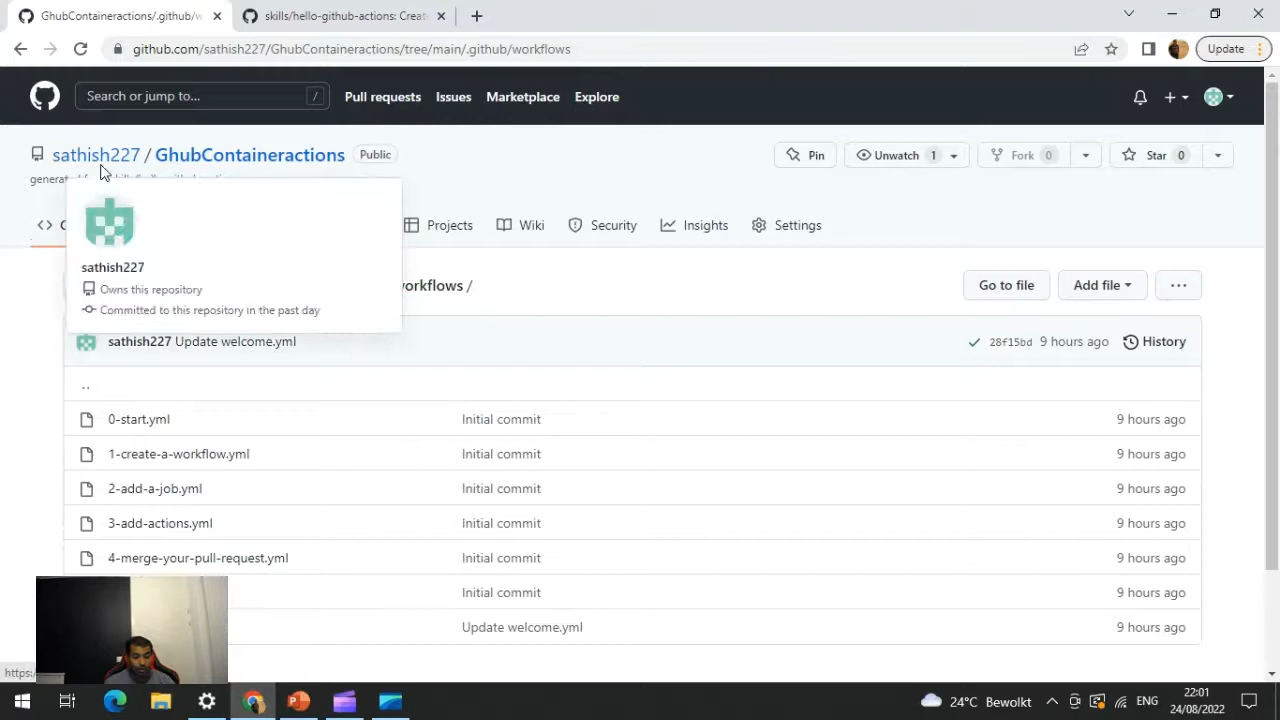 GhubContaineractions/.github/w
skills/hello-github-actions: Creat
github.com/sathish227/GhubContaineractions/tree/main/.github/workflows
Update
Search or jump to...
/
Pull requests
Issues
Marketplace
Explore
sathish227 / GhubContaineractions
Public
Pin
Unwatch 1
Fork 0
Star 0
Projects
Wiki
Security
Insights
Settings
sathish227
Owns this repository
Committed to this repository in the past day
workflows /
Go to file
Add file
...
sathish227 Update welcome.yml
28f15bd 9 hours ago
History
..
0-start.yml Initial commit 9 hours ago
1-create-a-workflow.yml Initial commit 9 hours ago
2-add-a-job.yml Initial commit 9 hours ago
3-add-actions.yml Initial commit 9 hours ago
4-merge-your-pull-request.yml Initial commit 9 hours ago
Initial commit 9 hours ago
Update welcome.yml 9 hours ago
https:
24°C Bewolkt
ENG
22:01
24/08/2022